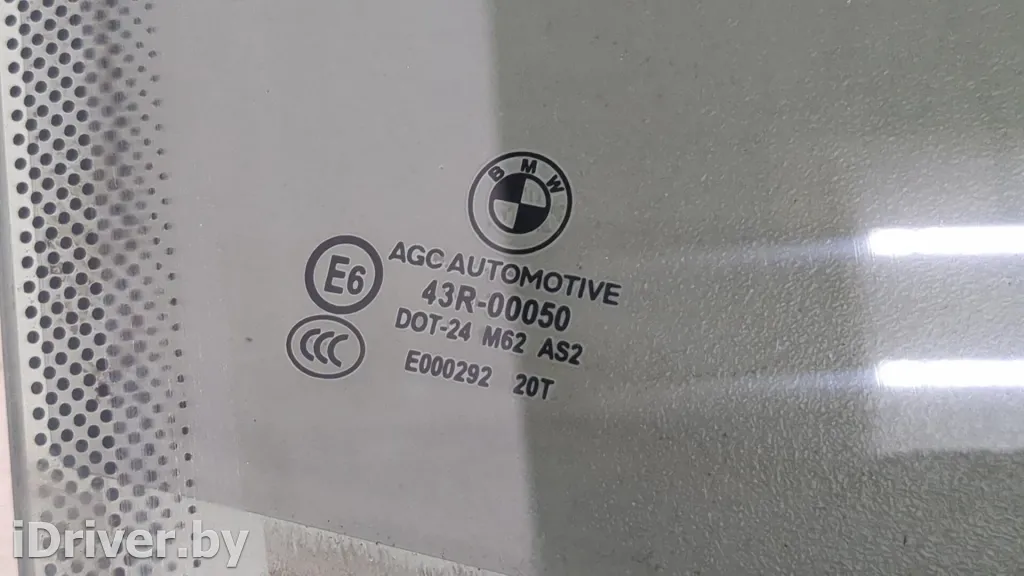 BMW
AGC AUTOMOTIVE
E6
43R-00050
CCC
DOT-24 M62 AS2
E000292 20T
iDriver.by